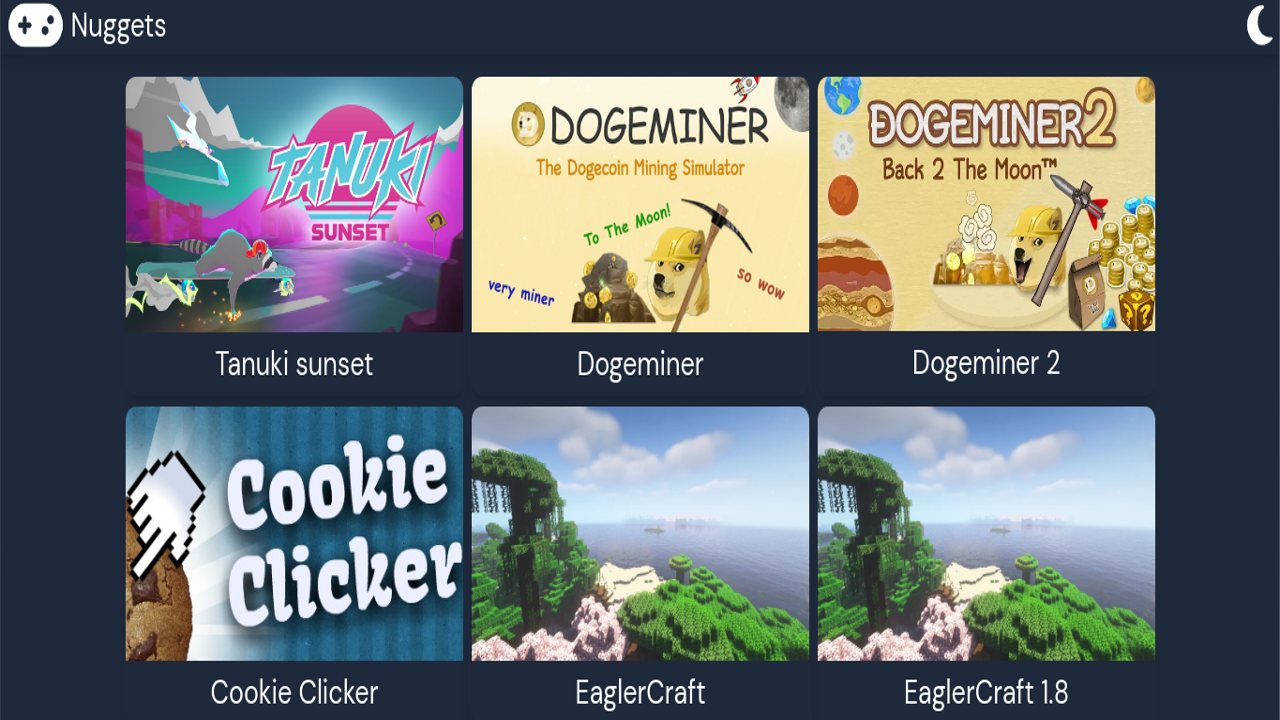 Nuggets
TANUKI
SUNSET
Tanuki sunset
DOGEMINER
The Dogecoin Mining Simulator
To The Moon!
very miner
so wow
Dogeminer
ÐOGEMINER2
Back 2 The Moon™
Dogeminer 2
Cookie
Clicker
Cookie Clicker
EaglerCraft
EaglerCraft 1.8